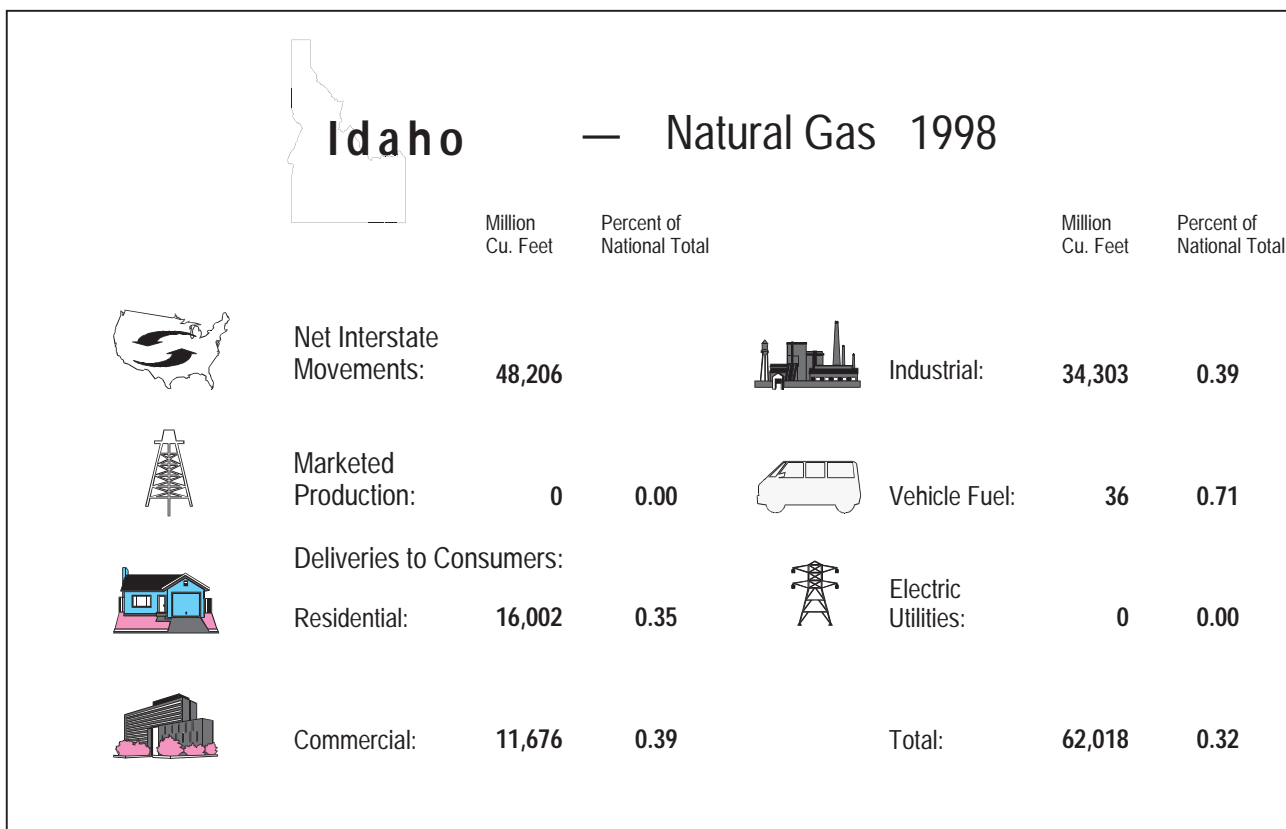 Idaho — Natural Gas 1998
Million Cu. Feet
Percent of National Total
Million Cu. Feet
Percent of National Total
Net Interstate
Movements: 48,206
Marketed
Production: 0 0.00
Deliveries to Consumers:
Residential: 16,002 0.35
Commercial: 11,676 0.39
Industrial: 34,303 0.39
Vehicle Fuel: 36 0.71
Electric
Utilities: 0 0.00
Total: 62,018 0.32